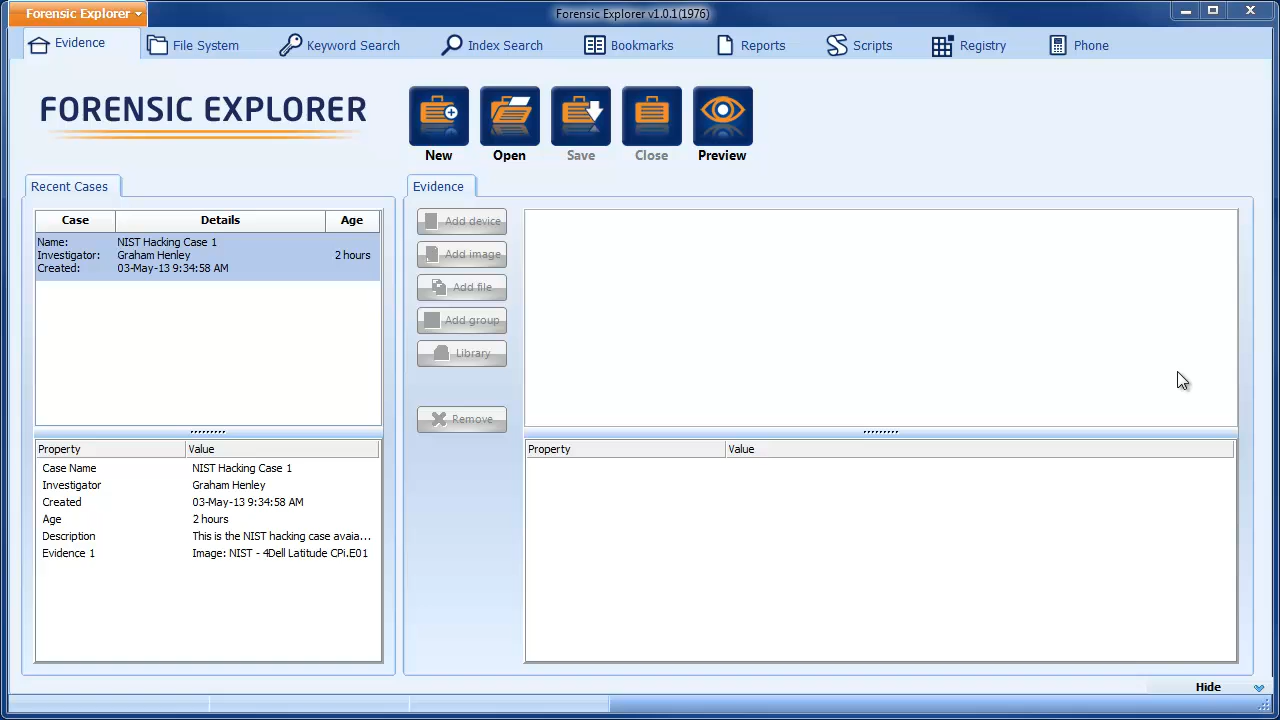 Forensic Explorer
Forensic Explorer v1.0.1(1976)
Evidence
File System
Keyword Search
Index Search
Bookmarks
Reports
Scripts
Registry
Phone
FORENSIC EXPLORER
New
Open
Save
Close
Preview
Recent Cases
Case Details Age
Name: NIST Hacking Case 1
Investigator: Graham Henley 2 hours
Created: 03-May-13 9:34:58 AM
Property Value
Case Name NIST Hacking Case 1
Investigator Graham Henley
Created 03-May-13 9:34:58 AM
Age 2 hours
Description This is the NIST hacking case avaia...
Evidence 1 Image: NIST - 4Dell Latitude CPi.E01
Evidence
Add device
Add image
Add file
Add group
Library
Remove
Property Value
Hide